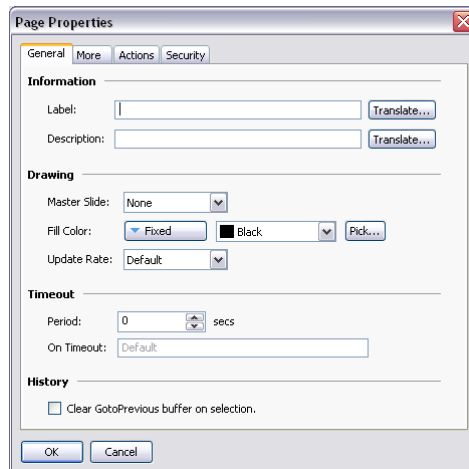 Page Properties
General More Actions Security
Information
Label: Translate...
Description: Translate...
Drawing
Master Slide: None
Fill Color: Fixed Black Pick...
Update Rate: Default
Timeout
Period: 0 secs
On Timeout: Default
History
Clear GotoPrevious buffer on selection.
OK Cancel